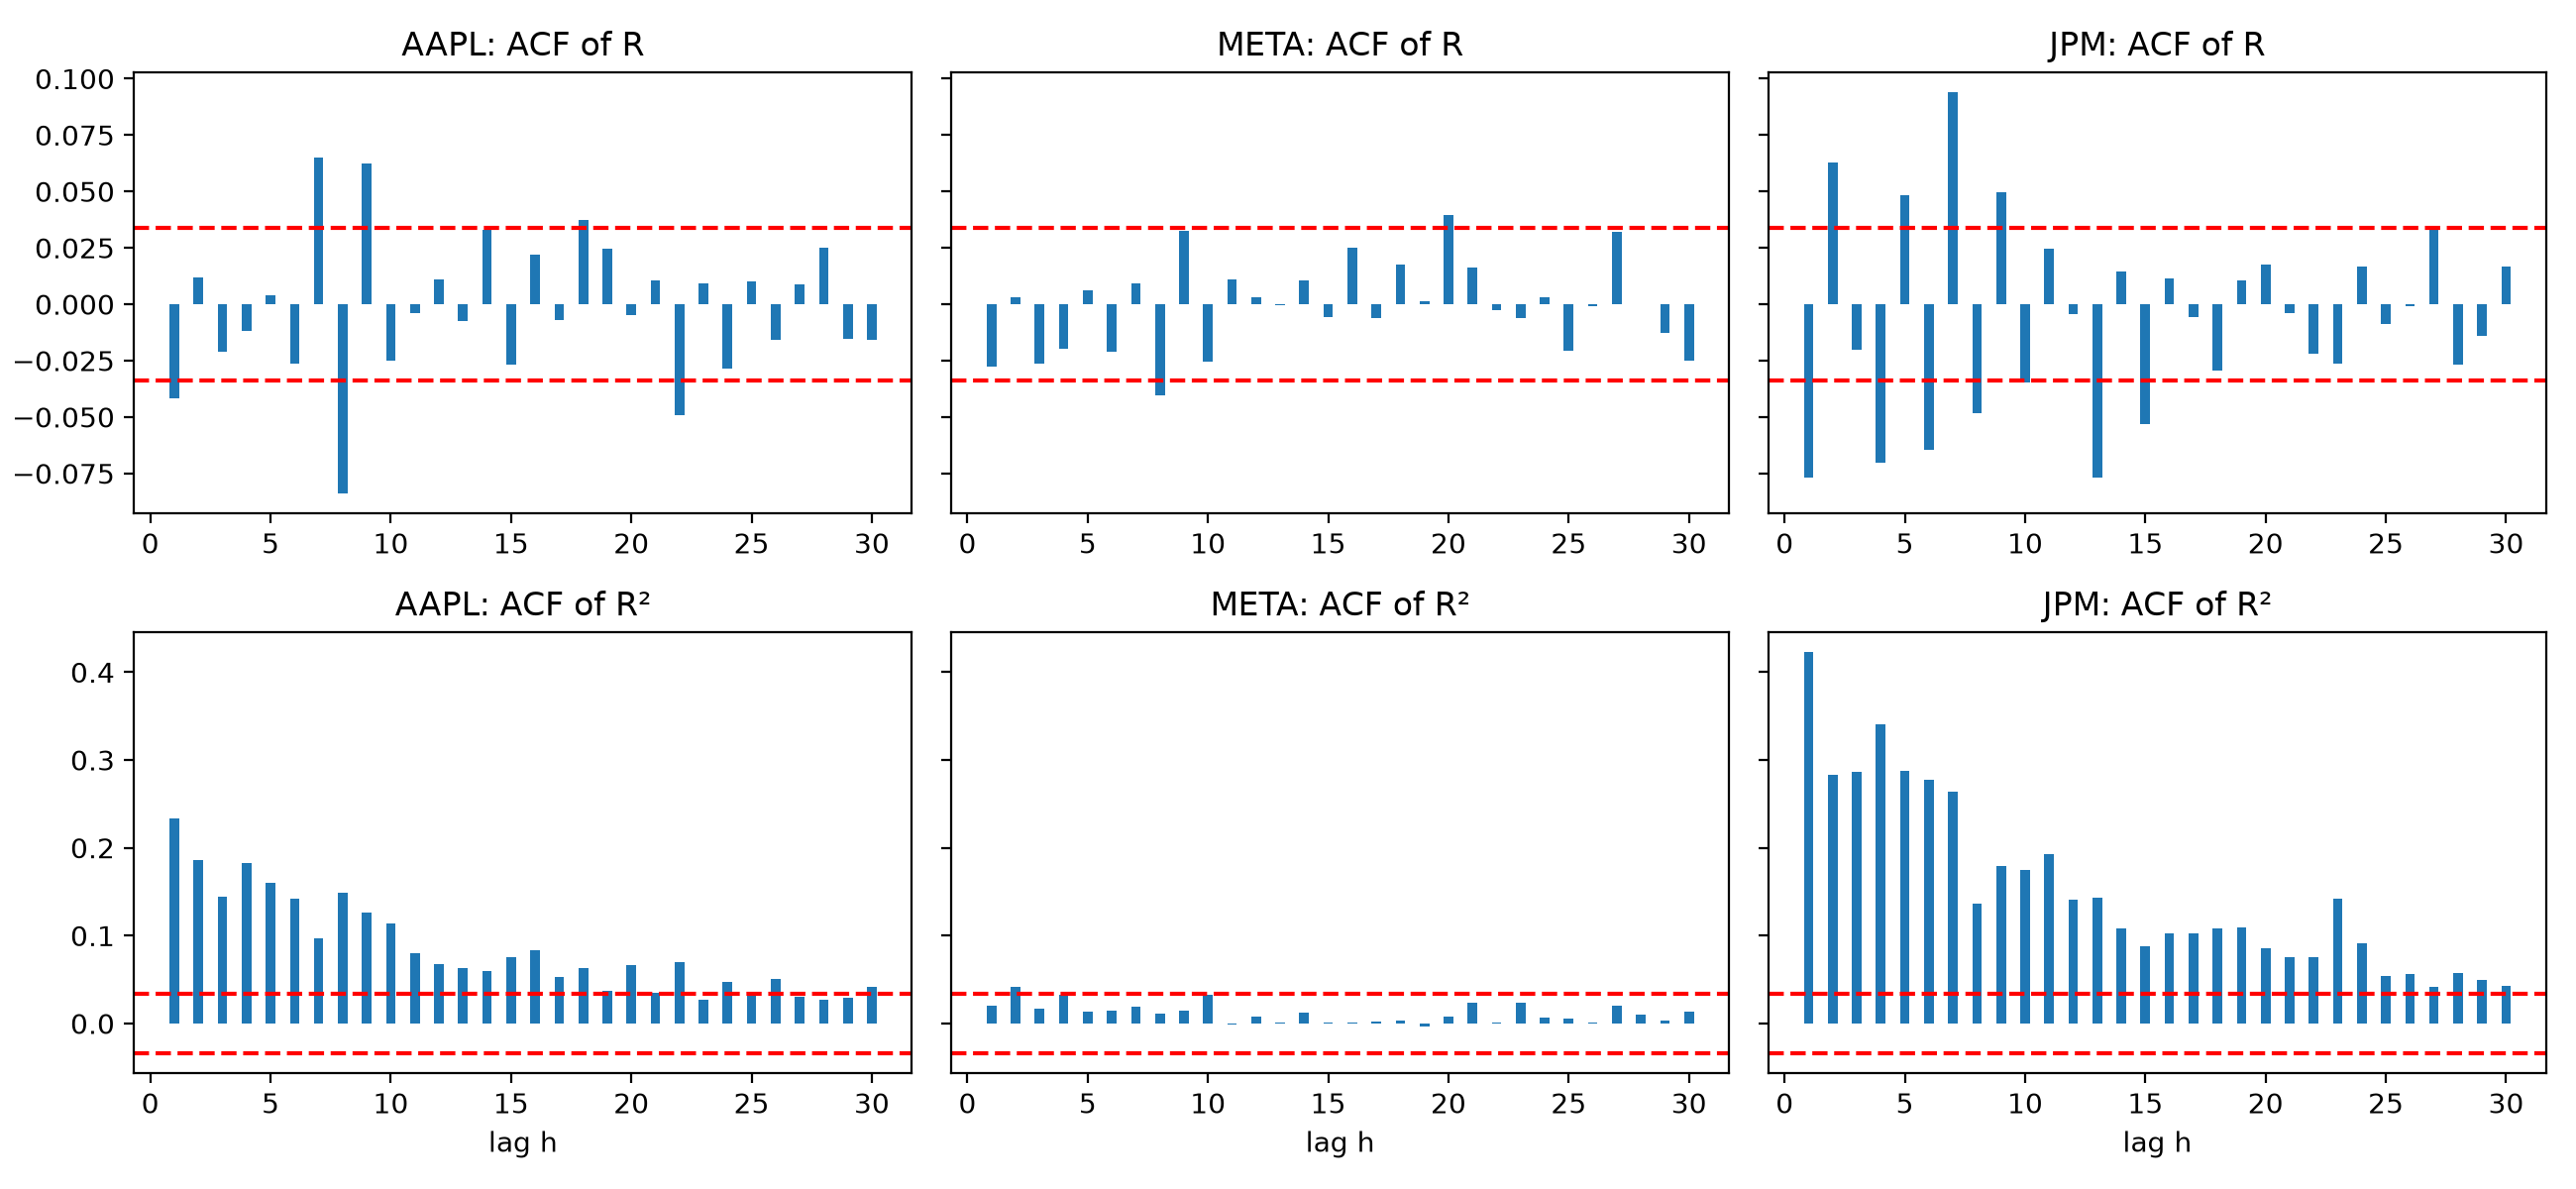 AAPL: ACF of R
META: ACF of R
JPM: ACF of R
0.100
0.075
0.050
0.025
0.000
−0.025
−0.050
−0.075
0 5 10 15 20 25 30
0 5 10 15 20 25 30
0 5 10 15 20 25 30
AAPL: ACF of R²
META: ACF of R²
JPM: ACF of R²
0.4
0.3
0.2
0.1
0.0
0 5 10 15 20 25 30
0 5 10 15 20 25 30
0 5 10 15 20 25 30
lag h
lag h
lag h